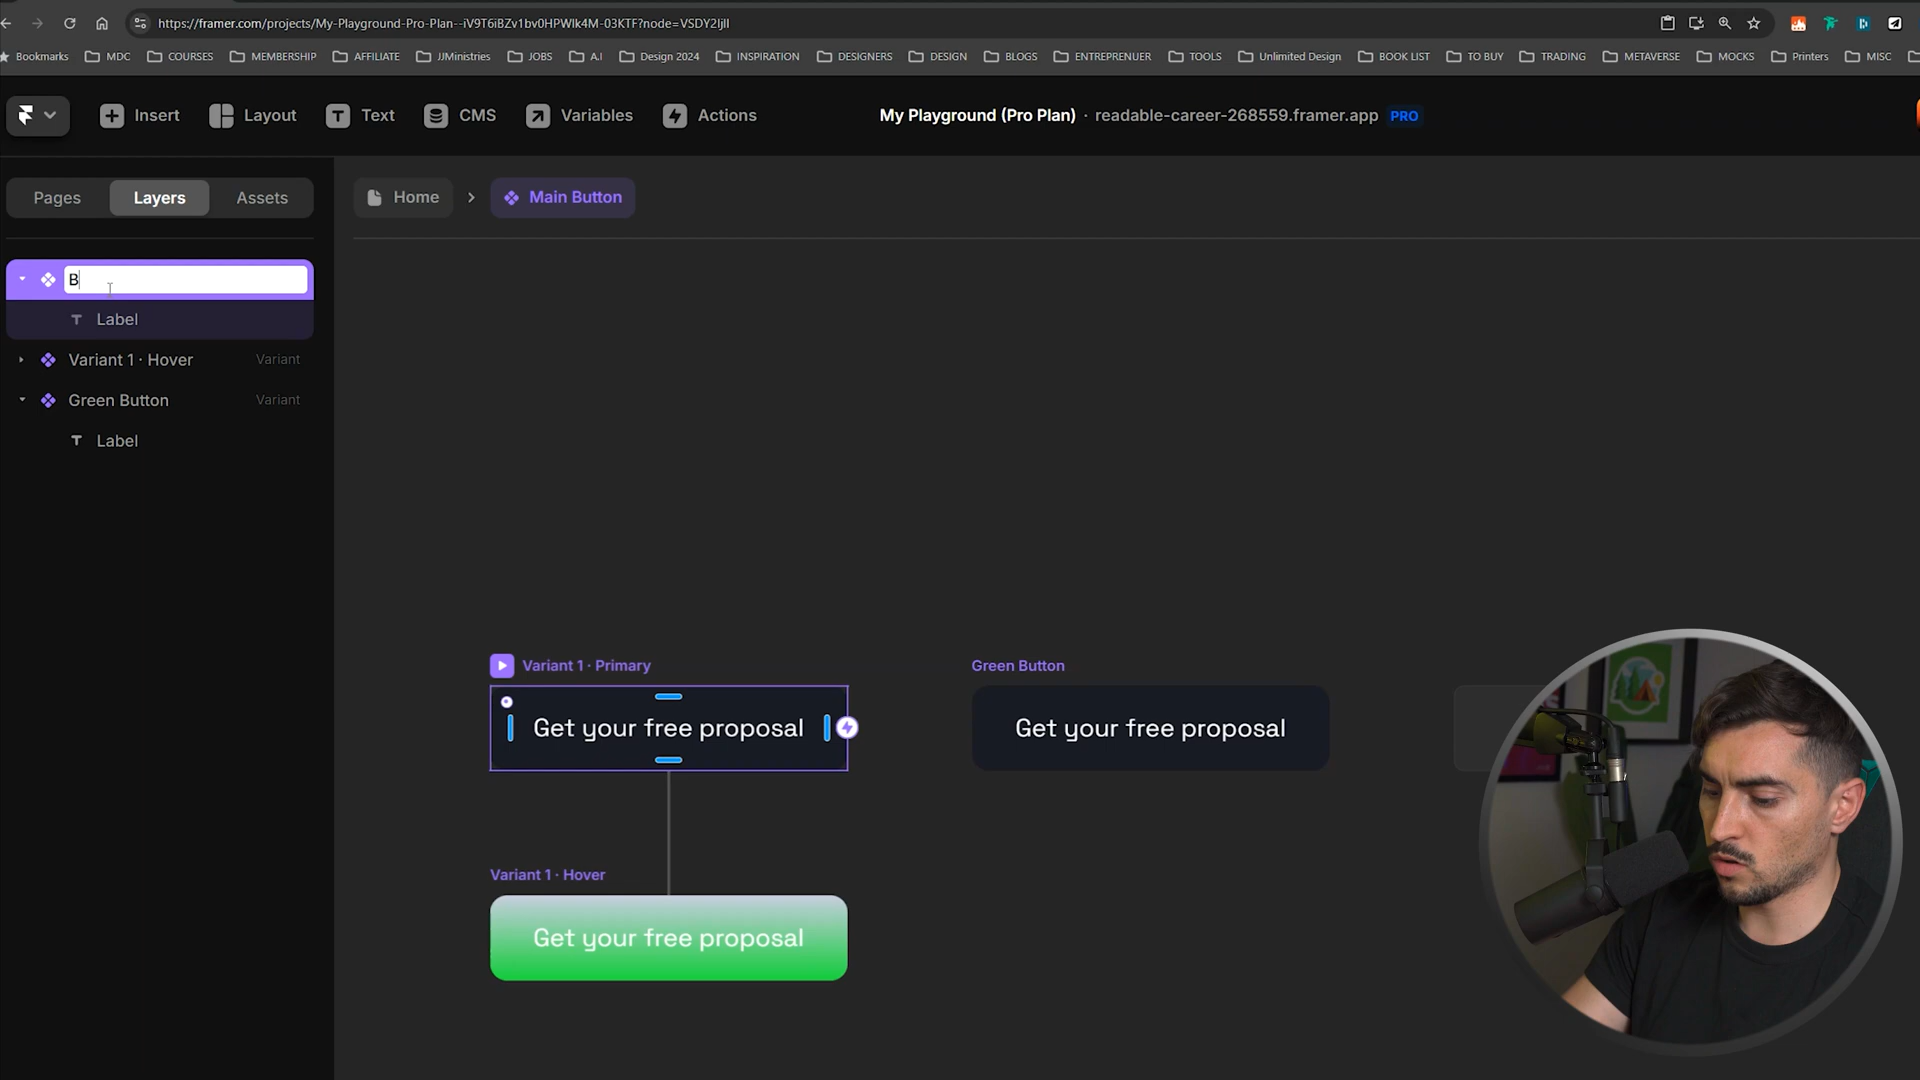 https://framer.com/projects/My-Playground-Pro-Plan--iV9T6iBZv1bv0HPWlk4M-03KTF?node=VSDY2Ijll
Bookmarks MDC COURSES MEMBERSHIP AFFILIATE JJMinistries JOBS A.I Design 2024 INSPIRATION DESIGNERS DESIGN BLOGS ENTREPRENUER TOOLS Unlimited Design BOOK LIST TO BUY TRADING METAVERSE MOCKS Printers MISC
Insert Layout Text CMS Variables Actions My Playground (Pro Plan) · readable-career-268559.framer.app PRO
Pages Layers Assets
Home > Main Button
B
Label
Variant 1 · Hover Variant
Green Button Variant
Label
Variant 1 · Primary
Green Button
Get your free proposal
Get your free proposal
Variant 1 · Hover
Get your free proposal